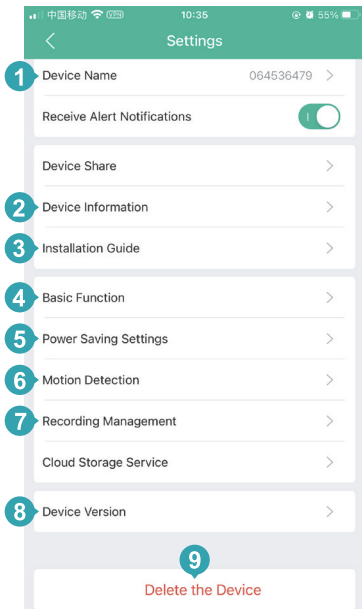 中国移动 VPN 10:35 55%
Settings
1 Device Name 064536479
Receive Alert Notifications
Device Share
2 Device Information
3 Installation Guide
4 Basic Function
5 Power Saving Settings
6 Motion Detection
7 Recording Management
Cloud Storage Service
8 Device Version
9
Delete the Device